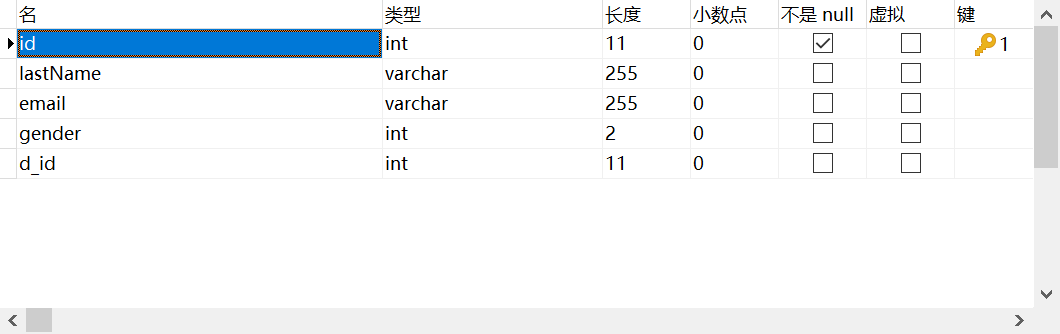 名 类型 长度 小数点 不是 null 虚拟 键
id int 11 0 1
lastName varchar 255 0
email varchar 255 0
gender int 2 0
d_id int 11 0